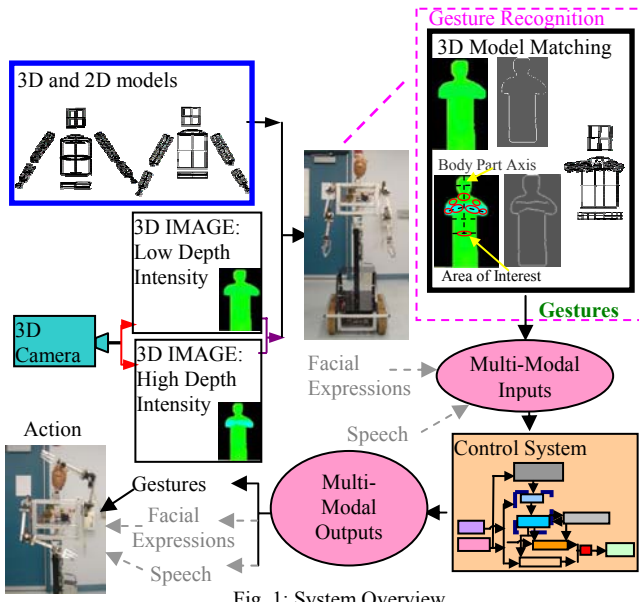 Gesture Recognition
3D Model Matching
3D and 2D models
Body Part Axis
Area of Interest
3D IMAGE:
Low Depth
Intensity
3D
Camera
3D IMAGE:
High Depth
Intensity
Gestures
Facial
Expressions
Multi-Modal
Inputs
Speech
Control System
Action
Gestures
Facial
Expressions
Speech
Multi-
Modal
Outputs
Fig. 1: System Overview